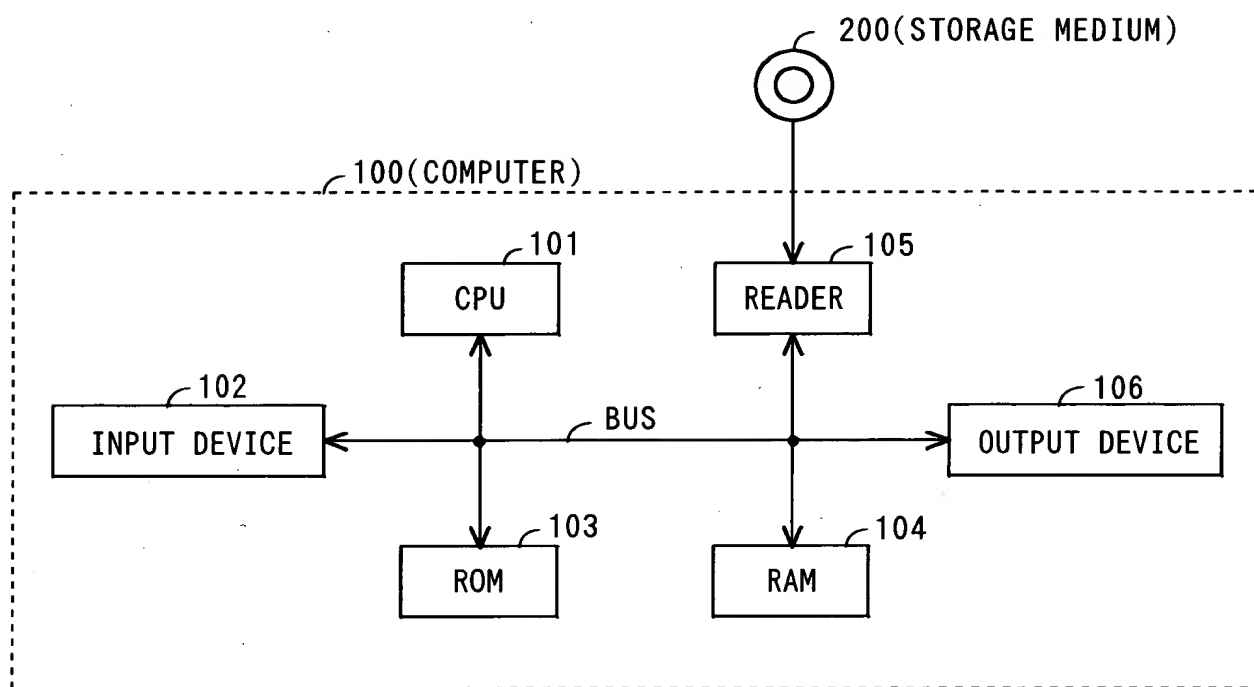 200(STORAGE MEDIUM)
100(COMPUTER)
101
CPU
105
READER
102
INPUT DEVICE
BUS
106
OUTPUT DEVICE
103
ROM
104
RAM